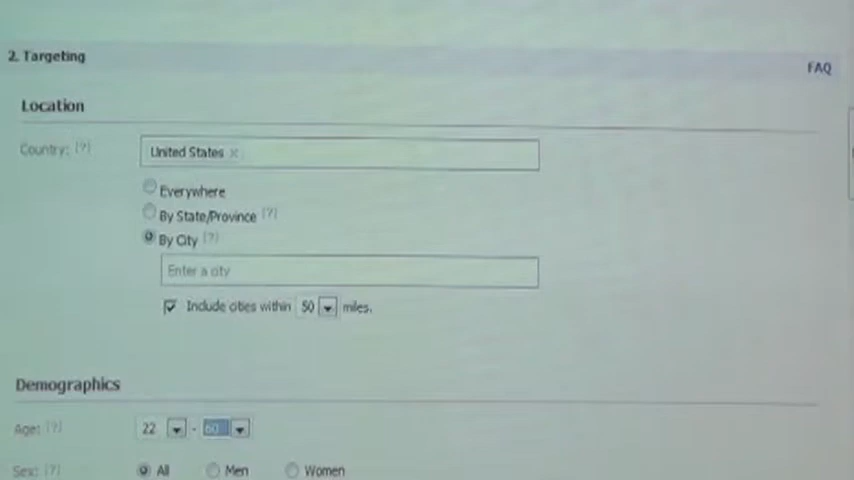 2. Targeting
FAQ
Location
Country: [?] United States ×
Everywhere
By State/Province [?]
By City [?]
Enter a city
Include cities within 50 miles.
Demographics
Age: [?] 22 - 60
Sex: [?] All Men Women